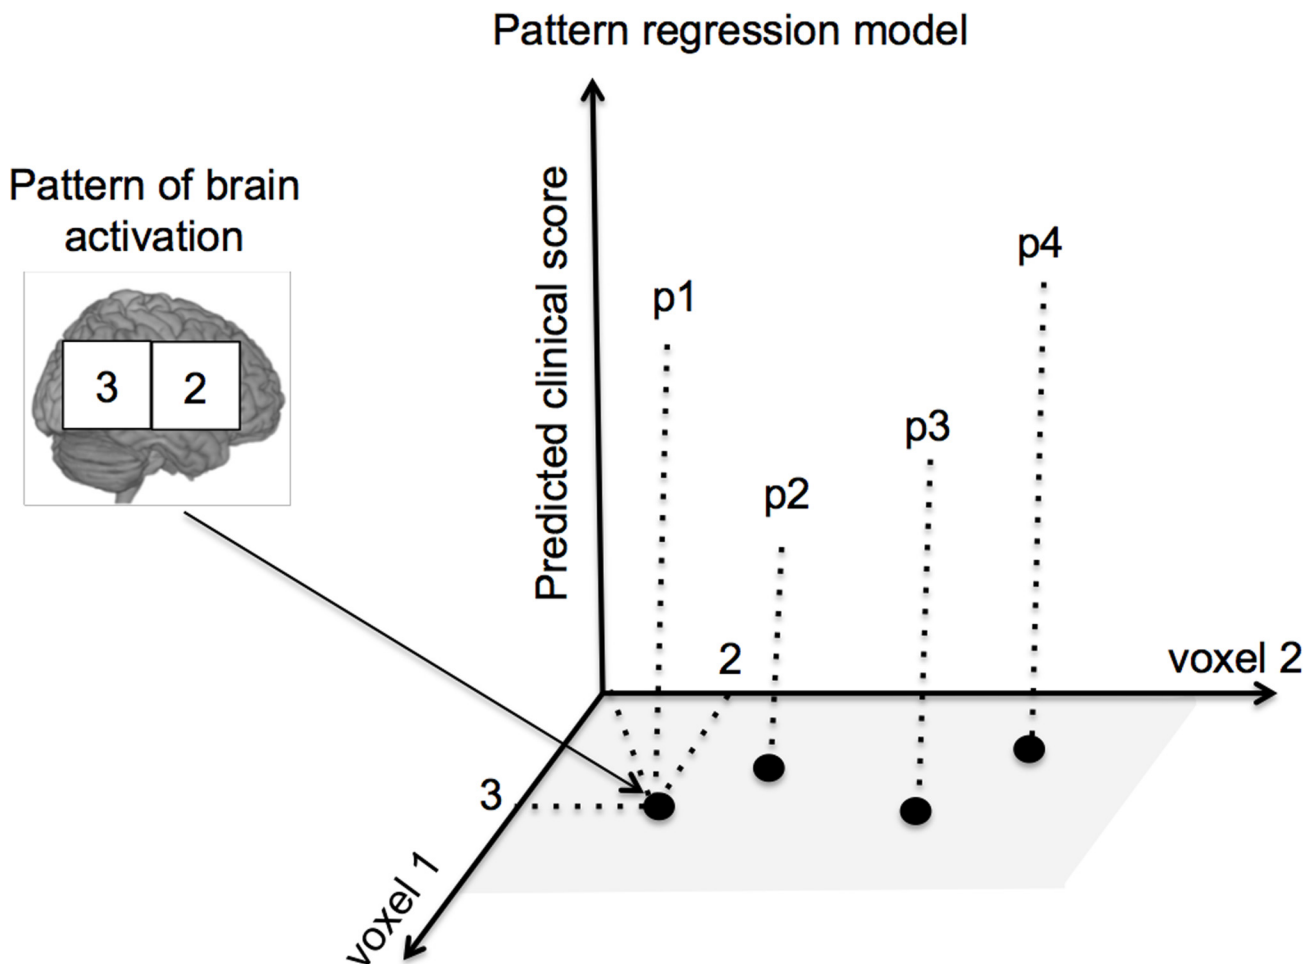 Pattern regression model
Pattern of brain
activation
3
2
Predicted clinical score
p1
p2
p3
p4
2
voxel 2
3
voxel 1